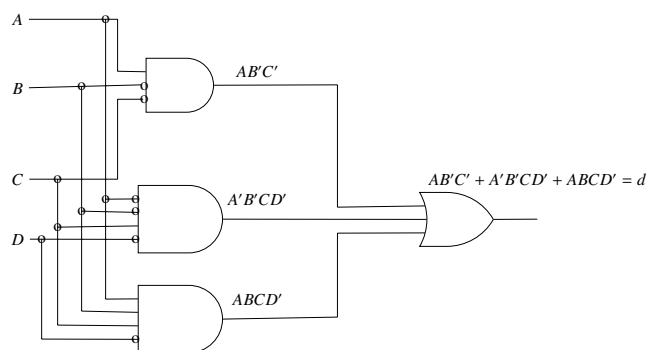 A
B
AB'C'
C
AB'C' + A'B'CD' + ABCD' = d
A'B'CD'
D
ABCD'